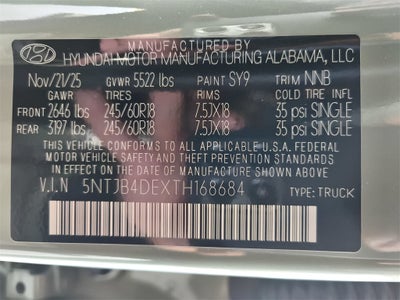 MANUFACTURED BY
HYUNDAI MOTOR MANUFACTURING ALABAMA, LLC
Nov/21/25 GVWR 5522 lbs PAINT SY9 TRIM NNB
GAWR TIRES RIMS COLD TIRE INFL
FRONT 2646 lbs 245/60R18 7.5JX18 35 psi SINGLE
REAR 3197 lbs 245/60R18 7.5JX18 35 psi SINGLE
THIS VEHICLE CONFORMS TO ALL APPLICABLE U.S.A FEDERAL
MOTOR VEHICLE SAFETY AND THEFT PREVENTION STANDARDS
IN EFFECT ON THE DATE OF MANUFACTURE SHOWN ABOVE.
V.I.N 5NTJB4DEXTH168684 TYPE: TRUCK